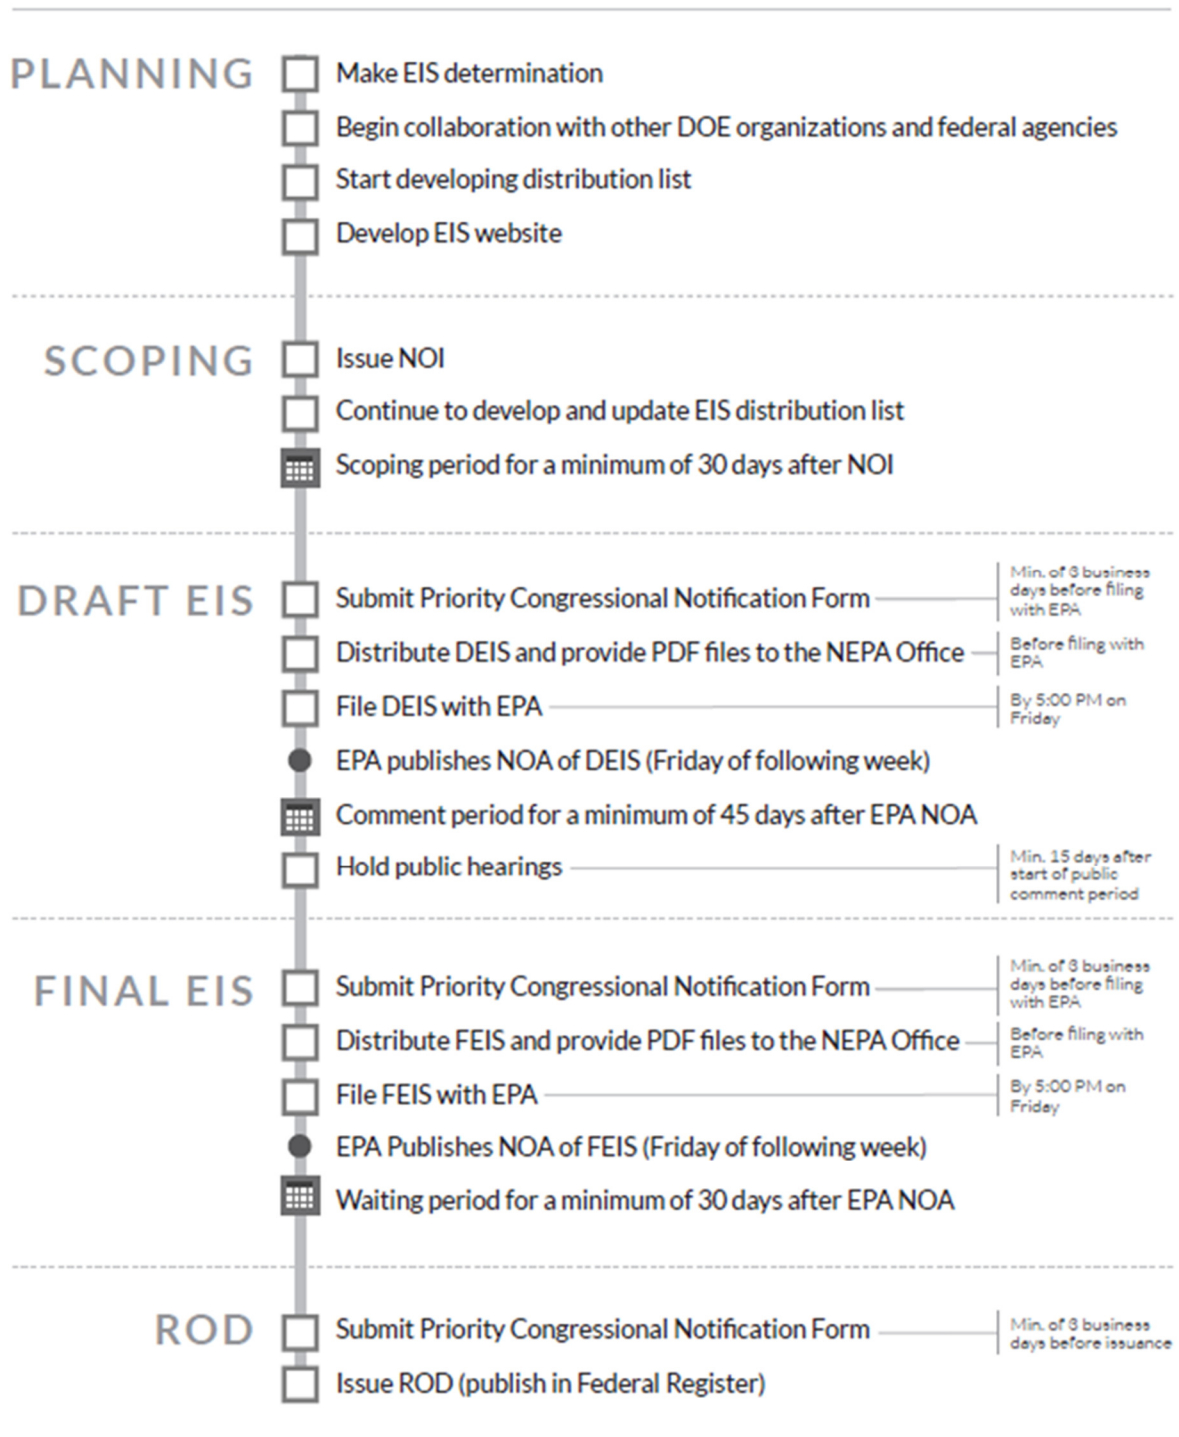 PLANNING
Make EIS determination
Begin collaboration with other DOE organizations and federal agencies
Start developing distribution list
Develop EIS website
SCOPING
Issue NOI
Continue to develop and update EIS distribution list
Scoping period for a minimum of 30 days after NOI
DRAFT EIS
Submit Priority Congressional Notification Form
Min. of 3 business
days before filing
with EPA
Distribute DEIS and provide PDF files to the NEPA Office
Before filing with
EPA
File DEIS with EPA
By 5:00 PM on
Friday
EPA publishes NOA of DEIS (Friday of following week)
Comment period for a minimum of 45 days after EPA NOA
Hold public hearings
Min. 15 days after
start of public
comment period
FINAL EIS
Submit Priority Congressional Notification Form
Min. of 3 business
days before filing
with EPA
Distribute FEIS and provide PDF files to the NEPA Office
Before filing with
EPA
File FEIS with EPA
By 5:00 PM on
Friday
EPA Publishes NOA of FEIS (Friday of following week)
Waiting period for a minimum of 30 days after EPA NOA
ROD
Submit Priority Congressional Notification Form
Min. of 3 business
days before issuance
Issue ROD (publish in Federal Register)